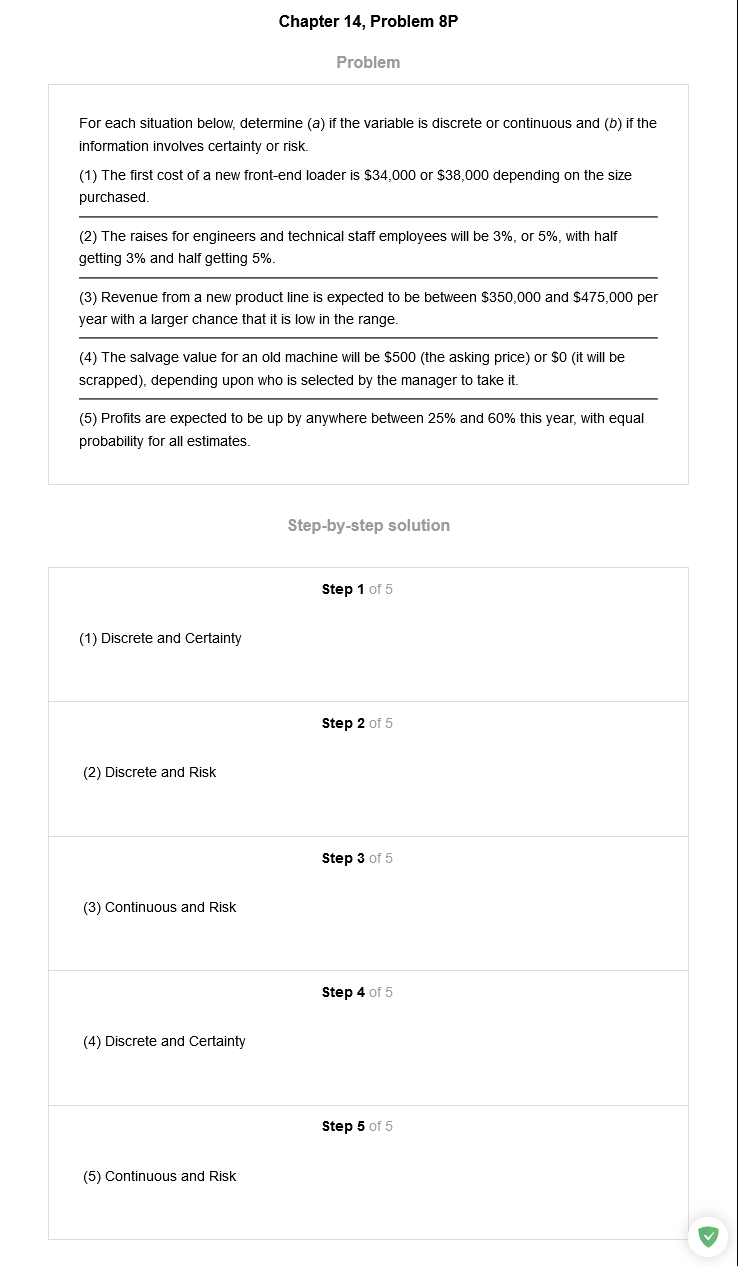 Chapter 14, Problem 8P
Problem
For each situation below, determine (a) if the variable is discrete or continuous and (b) if the
information involves certainty or risk.
(1) The first cost of a new front-end loader is $34,000 or $38,000 depending on the size
purchased.
(2) The raises for engineers and technical staff employees will be 3%, or 5%, with half
getting 3% and half getting 5%.
(3) Revenue from a new product line is expected to be between $350,000 and $475,000 per
year with a larger chance that it is low in the range.
(4) The salvage value for an old machine will be $500 (the asking price) or $0 (it will be
scrapped), depending upon who is selected by the manager to take it.
(5) Profits are expected to be up by anywhere between 25% and 60% this year, with equal
probability for all estimates.
Step-by-step solution
Step 1 of 5
(1) Discrete and Certainty
Step 2 of 5
(2) Discrete and Risk
Step 3 of 5
(3) Continuous and Risk
Step 4 of 5
(4) Discrete and Certainty
Step 5 of 5
(5) Continuous and Risk